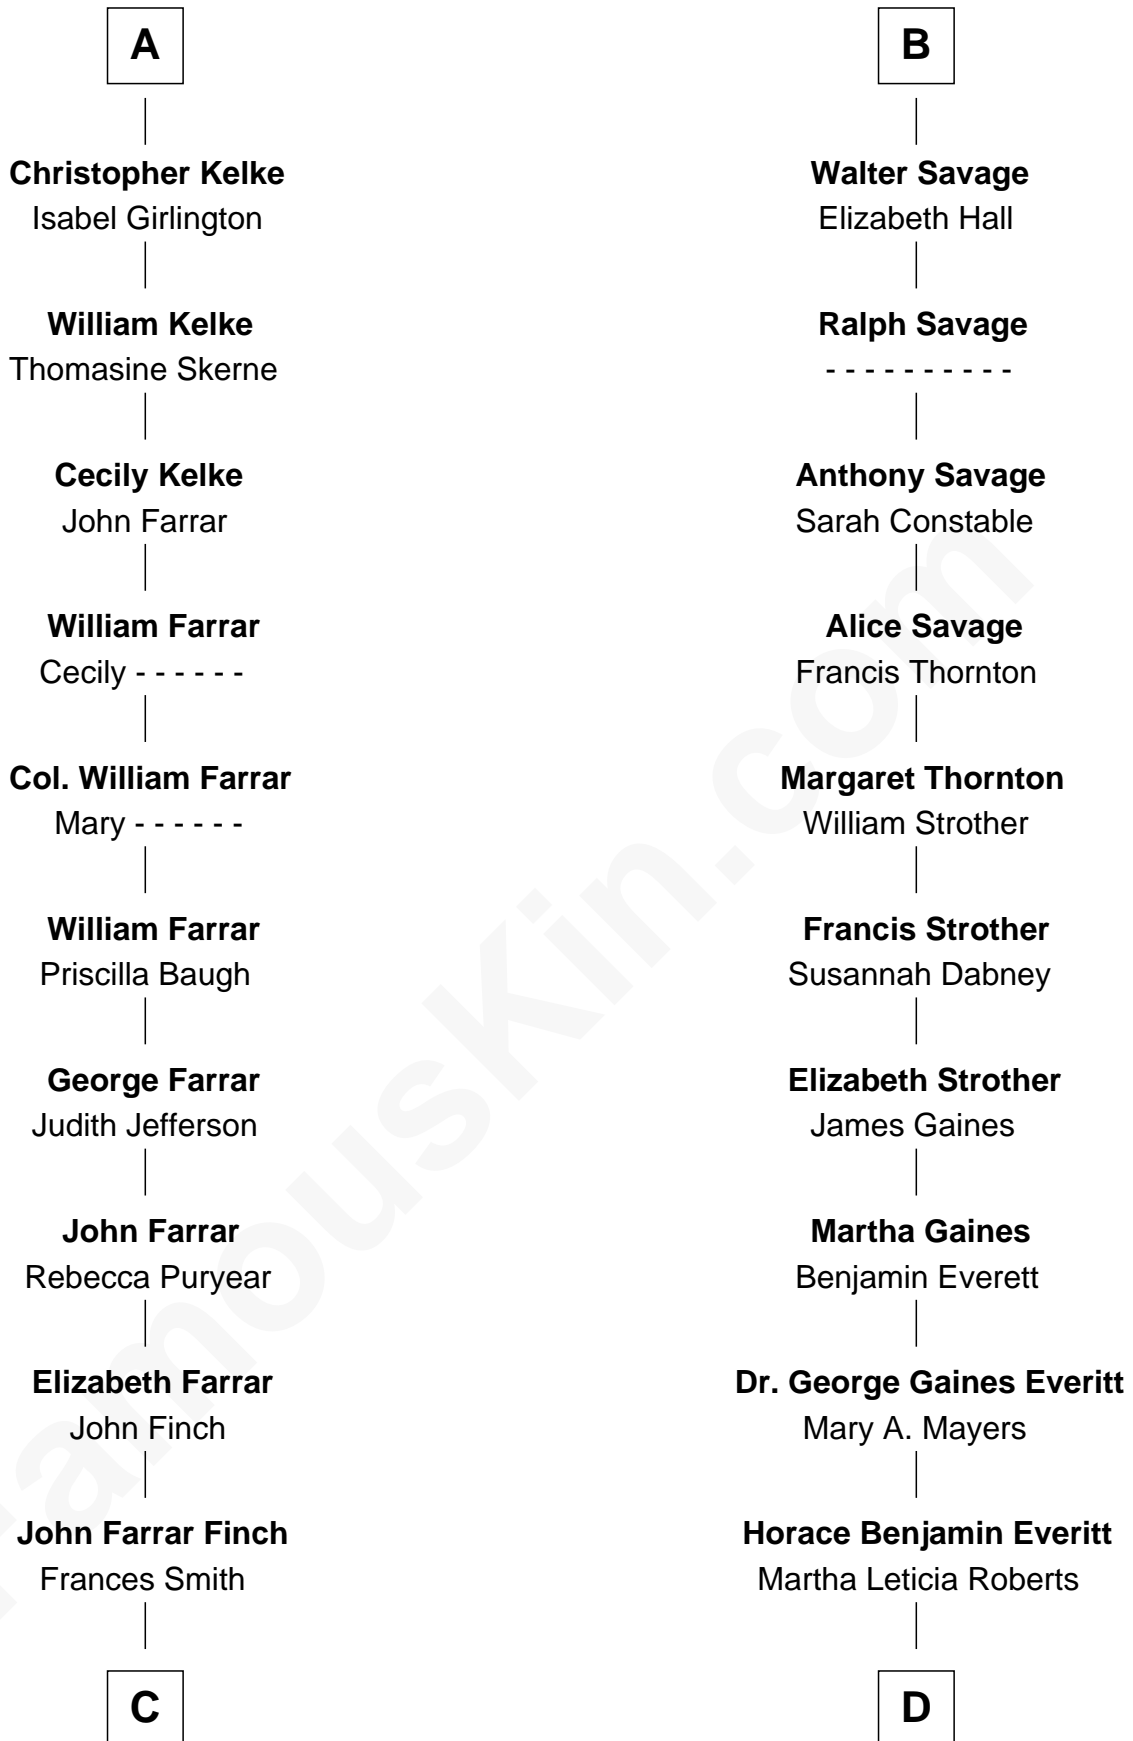 A
Christopher Kelke
Isabel Girlington
William Kelke
Thomasine Skerne
Cecily Kelke
John Farrar
William Farrar
Cecily - - - - - -
Col. William Farrar
Mary - - - - - -
William Farrar
Priscilla Baugh
George Farrar
Judith Jefferson
John Farrar
Rebecca Puryear
Elizabeth Farrar
John Finch
John Farrar Finch
Frances Smith
C
B
Walter Savage
Elizabeth Hall
Ralph Savage
- - - - - - - - - -
Anthony Savage
Sarah Constable
Alice Savage
Francis Thornton
Margaret Thornton
William Strother
Francis Strother
Susannah Dabney
Elizabeth Strother
James Gaines
Martha Gaines
Benjamin Everett
Dr. George Gaines Everitt
Mary A. Mayers
Horace Benjamin Everitt
Martha Leticia Roberts
D
FamousKin.com